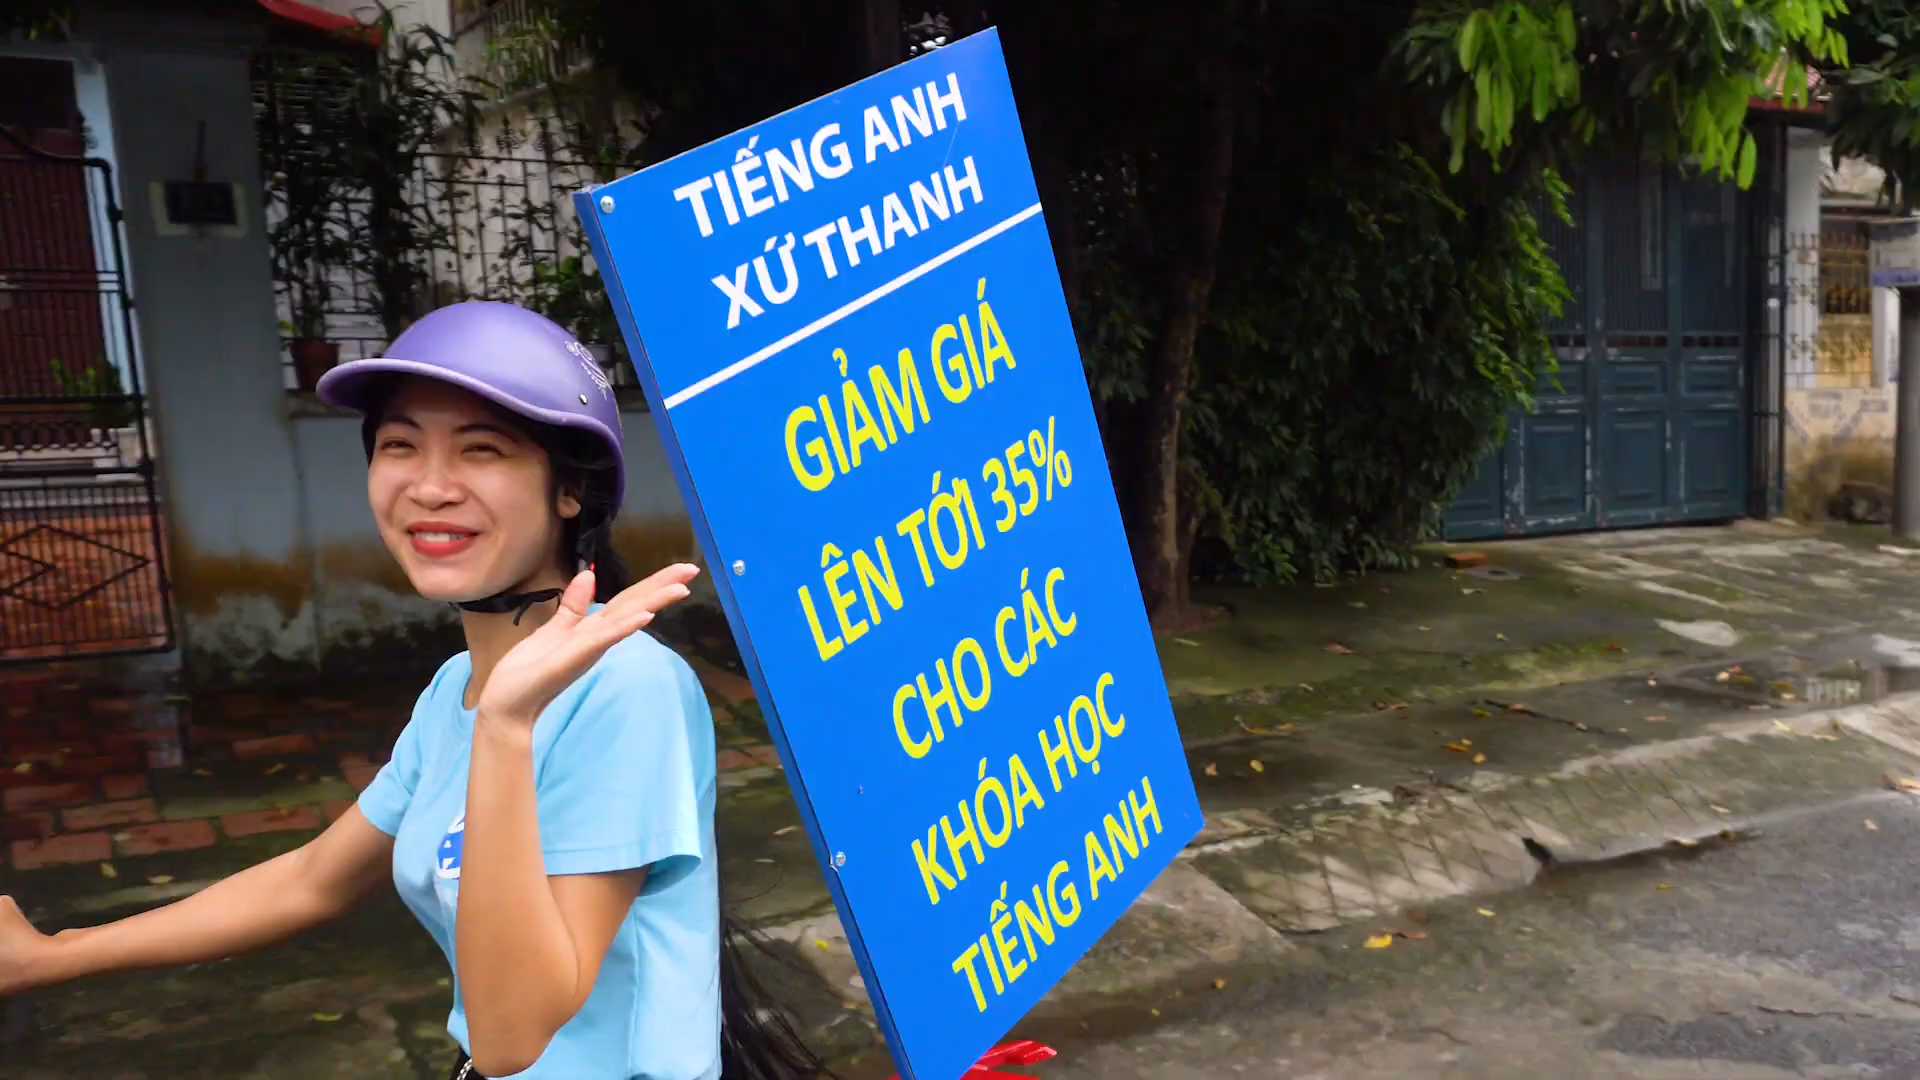 TIẾNG ANH
XỨ THANH
GIẢM GIÁ
LÊN TỚI 35%
CHO CÁC
KHÓA HỌC
TIẾNG ANH